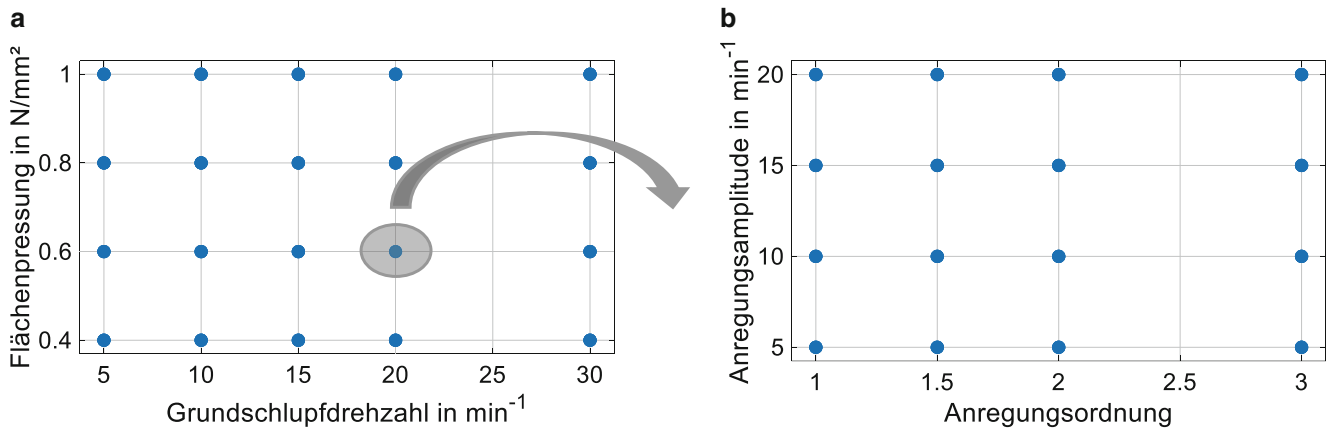 a
Flächenpressung in N/mm²
1
0.8
0.6
0.4
5 10 15 20 25 30
Grundschlupfdrehzahl in min⁻¹
b
Anregungsamplitude in min⁻¹
20
15
10
5
1 1.5 2 2.5 3
Anregungsordnung